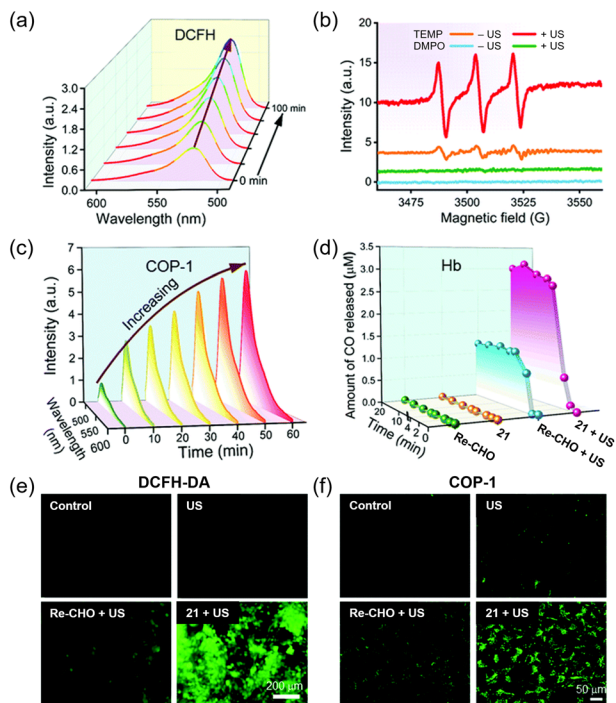 (a)
DCFH
Intensity (a.u.)
3.0
2.4
1.8
1.2
0.6
0.0
600
550
500
Wavelength (nm)
0 min
100 min
(b)
TEMP – US + US
DMPO – US + US
Intensity (a.u.)
15
10
5
0
3475
3500
3525
3550
Magnetic field (G)
(c)
COP-1
Increasing
Intensity (a.u.)
7
6
5
4
3
2
1
0
Wavelength
(nm)
500
550
600
0
10
20
30
40
50
60
Time (min)
(d)
Hb
Amount of CO released (μM)
3.5
3.0
2.5
2.0
1.5
1.0
0.5
0.0
20
10
4
2
0
Time (min)
Re-CHO
21
Re-CHO + US
21 + US
(e)
DCFH-DA
Control
US
Re-CHO + US
21 + US
200 μm
(f)
COP-1
Control
US
Re-CHO + US
21 + US
50 μm